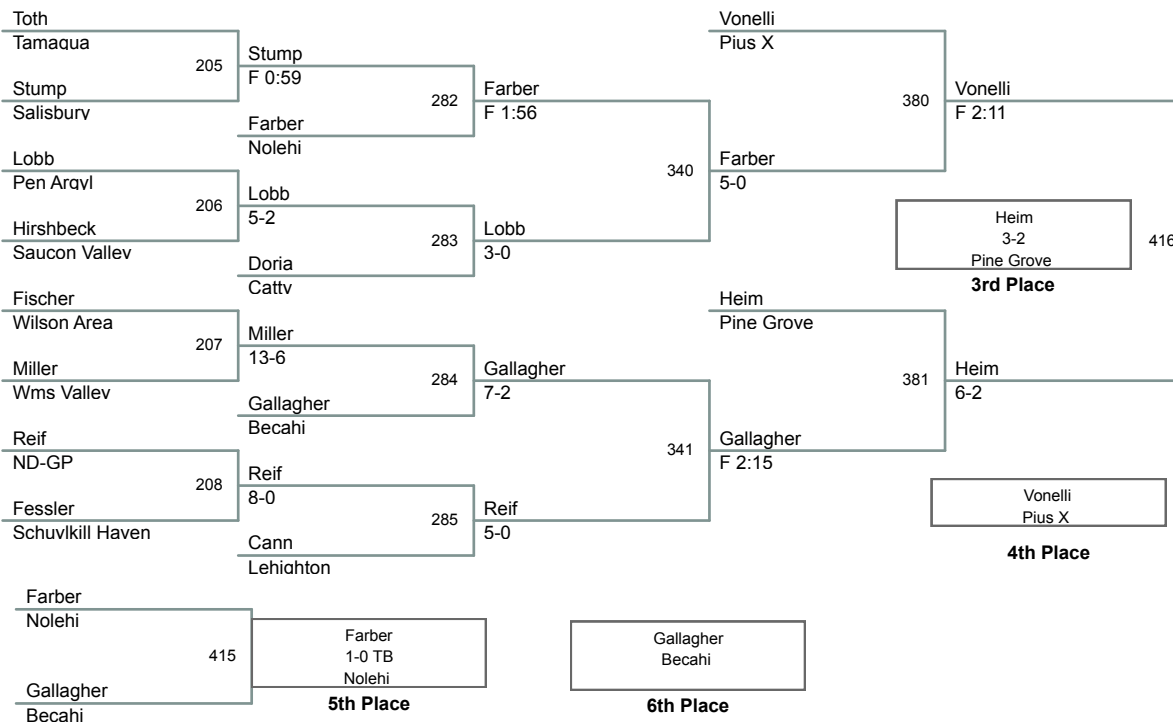 Toth
Tamaqua
205
Stump
Salisbury
Stump
F 0:59
282
Farber
Nolehi
Farber
F 1:56
Lobb
Pen Argyl
206
Hirshbeck
Saucon Valley
Lobb
5-2
283
Doria
Catty
Lobb
3-0
340
Fischer
Wilson Area
207
Miller
Wms Valley
Miller
13-6
284
Gallagher
Becahi
Gallagher
7-2
Reif
ND-GP
208
Fessler
Schuylkill Haven
Reif
8-0
285
Cann
Lehighton
Reif
5-0
341
Vonelli
Pius X
380
Farber
5-0
Vonelli
F 2:11
Heim
3-2
Pine Grove
416
3rd Place
Heim
Pine Grove
381
Gallagher
F 2:15
Heim
6-2
Vonelli
Pius X
4th Place
Farber
Nolehi
415
Gallagher
Becahi
Farber
1-0 TB
Nolehi
5th Place
Gallagher
Becahi
6th Place